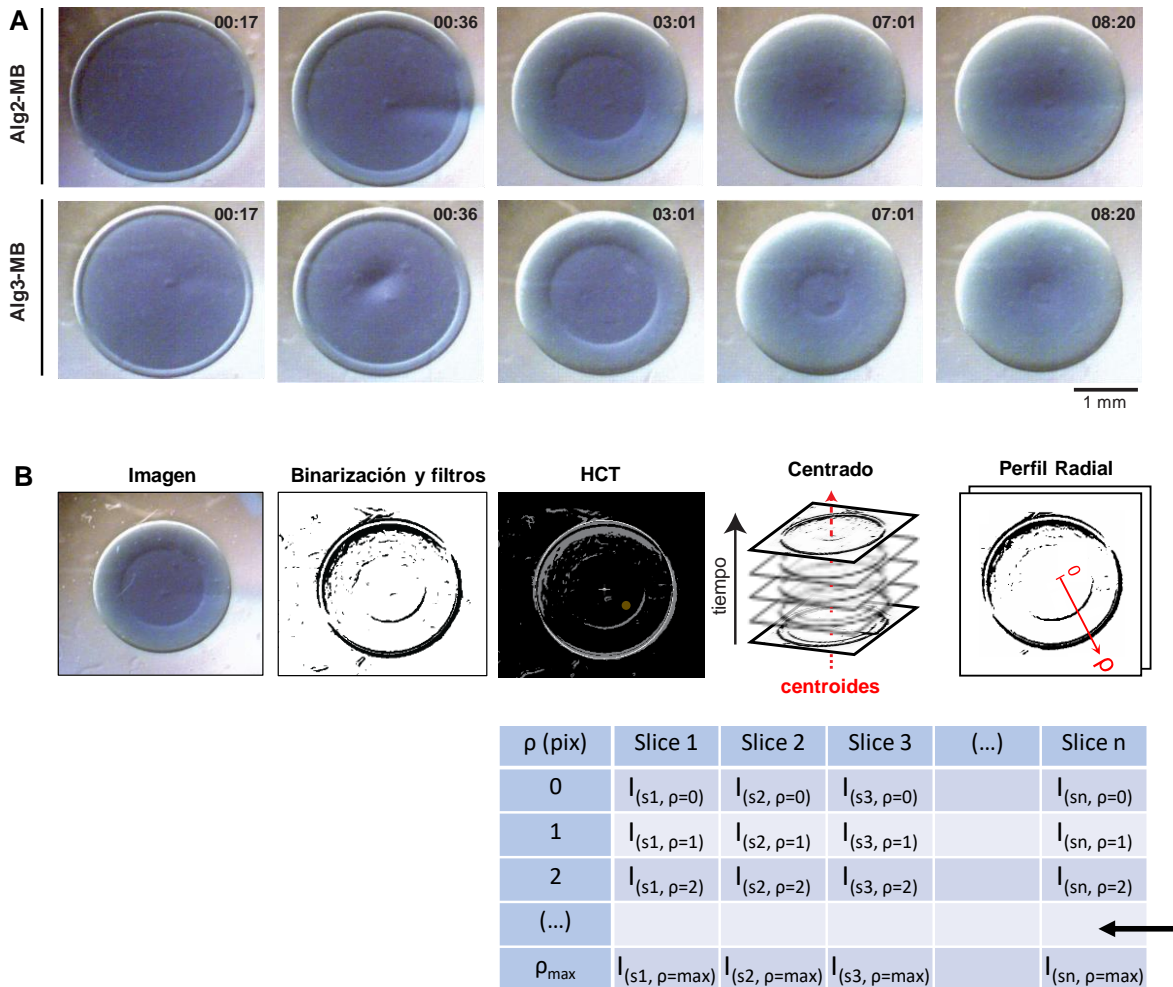 A
Alg2-MB
00:17
00:36
03:01
07:01
08:20
Alg3-MB
00:17
00:36
03:01
07:01
08:20
1 mm
B
Imagen
Binarización y filtros
HCT
Centrado
Perfil Radial
tiempo
centroides
0
ρ
ρ (pix) Slice 1 Slice 2 Slice 3 (...) Slice n
0 I(s1, ρ=0) I(s2, ρ=0) I(s3, ρ=0) I(sn, ρ=0)
1 I(s1, ρ=1) I(s2, ρ=1) I(s3, ρ=1) I(sn, ρ=1)
2 I(s1, ρ=2) I(s2, ρ=2) I(s3, ρ=2) I(sn, ρ=2)
(...)
ρmax I(s1, ρ=max) I(s2, ρ=max) I(s3, ρ=max) I(sn, ρ=max)